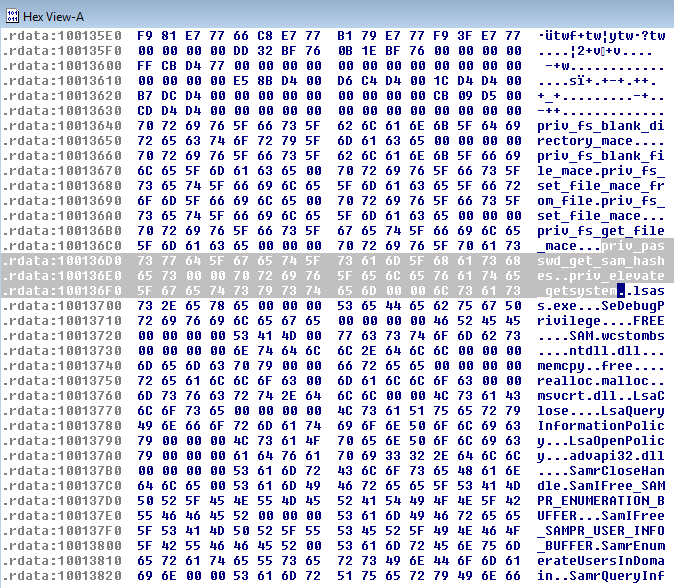 Hex View-A
.rdata:100135E0 F9 81 E7 77 66 C8 E7 77 B1 79 E7 77 F9 3F E7 77 ·ütwf+tw¦ytw·?tw
.rdata:100135F0 00 00 00 00 DD 32 BF 76 0B 1E BF 76 00 00 00 00
.rdata:10013600 FF CB D4 77 00 00 00 00 00 00 00 00 00 00 00 00
.rdata:10013610 00 00 00 00 E5 8B D4 00 D6 C4 D4 00 1C D4 D4 00
.rdata:10013620 B7 DC D4 00 00 00 00 00 00 00 00 00 CB 09 D5 00
.rdata:10013630 CD D4 D4 00 00 00 00 00 00 00 00 00 00 00 00 00
.rdata:10013640 70 72 69 76 5F 66 73 5F 62 6C 61 6E 6B 5F 64 69 priv_fs_blank_di
.rdata:10013650 72 65 63 74 6F 72 79 5F 6D 61 63 65 00 00 00 00 rectory_mace....
.rdata:10013660 70 72 69 76 5F 66 73 5F 62 6C 61 6E 6B 5F 66 69 priv_fs_blank_fi
.rdata:10013670 6C 65 5F 6D 61 63 65 00 70 72 69 76 5F 66 73 5F le_mace.priv_fs_
.rdata:10013680 73 65 74 5F 66 69 6C 65 5F 6D 61 63 65 5F 66 72 set_file_mace_fr
.rdata:10013690 6F 6D 5F 66 69 6C 65 00 70 72 69 76 5F 66 73 5F om_file.priv_fs_
.rdata:100136A0 73 65 74 5F 66 69 6C 65 5F 6D 61 63 65 00 00 00 set_file_mace...
.rdata:100136B0 70 72 69 76 5F 66 73 5F 67 65 74 5F 66 69 6C 65 priv_fs_get_file
.rdata:100136C0 5F 6D 61 63 65 00 00 00 70 72 69 76 5F 70 61 73 _mace...priv_pas
.rdata:100136D0 73 77 64 5F 67 65 74 5F 73 61 6D 5F 68 61 73 68 swd_get_sam_hash
.rdata:100136E0 65 73 00 00 70 72 69 76 5F 65 6C 65 76 61 74 65 es..priv_elevate
.rdata:100136F0 5F 67 65 74 73 79 73 74 65 6D 00 00 6C 73 61 73 _getsystem..lsas
.rdata:10013700 73 2E 65 78 65 00 00 00 53 65 44 65 62 75 67 50 s.exe...SeDebugP
.rdata:10013710 72 69 76 69 6C 65 67 65 00 00 00 00 46 52 45 45 rivilege....FREE
.rdata:10013720 00 00 00 00 53 41 4D 00 77 63 73 74 6F 6D 62 73 ....SAM.wcstombs
.rdata:10013730 00 00 00 00 6E 74 64 6C 6C 2E 64 6C 6C 00 00 00 ....ntdll.dll...
.rdata:10013740 6D 65 6D 63 70 79 00 00 66 72 65 65 00 00 00 00 memcpy..free....
.rdata:10013750 72 65 61 6C 6C 6F 63 00 6D 61 6C 6C 6F 63 00 00 realloc.malloc..
.rdata:10013760 6D 73 76 63 72 74 2E 64 6C 6C 00 00 4C 73 61 43 msvcrt.dll..LsaC
.rdata:10013770 6C 6F 73 65 00 00 00 00 4C 73 61 51 75 65 72 79 lose....LsaQuery
.rdata:10013780 49 6E 66 6F 72 6D 61 74 69 6F 6E 50 6F 6C 69 63 InformationPolic
.rdata:10013790 79 00 00 00 4C 73 61 4F 70 65 6E 50 6F 6C 69 63 y...LsaOpenPolic
.rdata:100137A0 79 00 00 00 61 64 76 61 70 69 33 32 2E 64 6C 6C y...advapi32.dll
.rdata:100137B0 00 00 00 00 53 61 6D 72 43 6C 6F 73 65 48 61 6E ....SamrCloseHan
.rdata:100137C0 64 6C 65 00 53 61 6D 49 46 72 65 65 5F 53 41 4D dle.SamIFree_SAM
.rdata:100137D0 50 52 5F 45 4E 55 4D 45 52 41 54 49 4F 4E 5F 42 PR_ENUMERATION_B
.rdata:100137E0 55 46 46 45 52 00 00 00 53 61 6D 49 46 72 65 65 UFFER...SamIFree
.rdata:100137F0 5F 53 41 4D 50 52 5F 55 53 45 52 5F 49 4E 46 4F _SAMPR_USER_INFO
.rdata:10013800 5F 42 55 46 46 45 52 00 53 61 6D 72 45 6E 75 6D _BUFFER.SamrEnum
.rdata:10013810 65 72 61 74 65 55 73 65 72 73 49 6E 44 6F 6D 61 erateUsersInDoma
.rdata:10013820 69 6E 00 00 53 61 6D 72 51 75 65 72 79 49 6E 66 in..SamrQueryInf